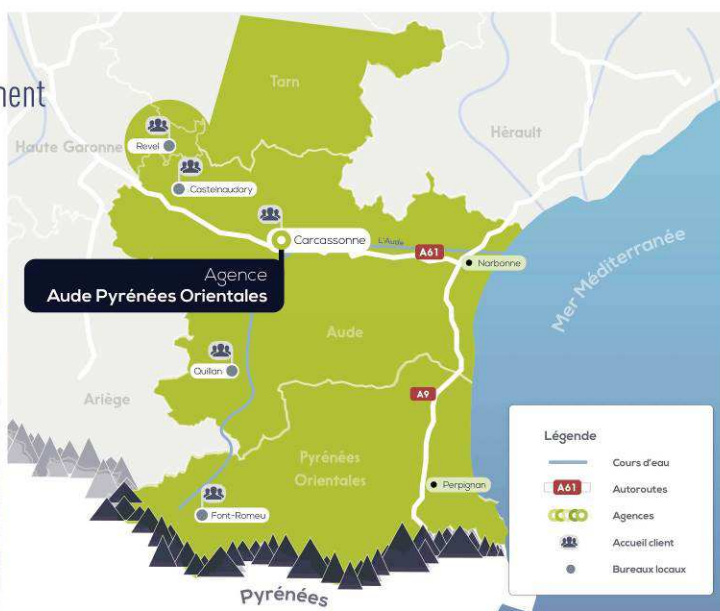 Tarn
Hérault
Haute Garonne
Revel
Castelnaudary
Carcassonne
L'Aude
A61
Narbonne
Mer Méditerranée
Agence
Aude Pyrénées Orientales
Aude
Quillan
Ariège
A9
Pyrénées
Orientales
Perpignan
Font-Romeu
Pyrénées
Légende
Cours d'eau
A61
Autoroutes
Agences
Accueil client
Bureaux locaux